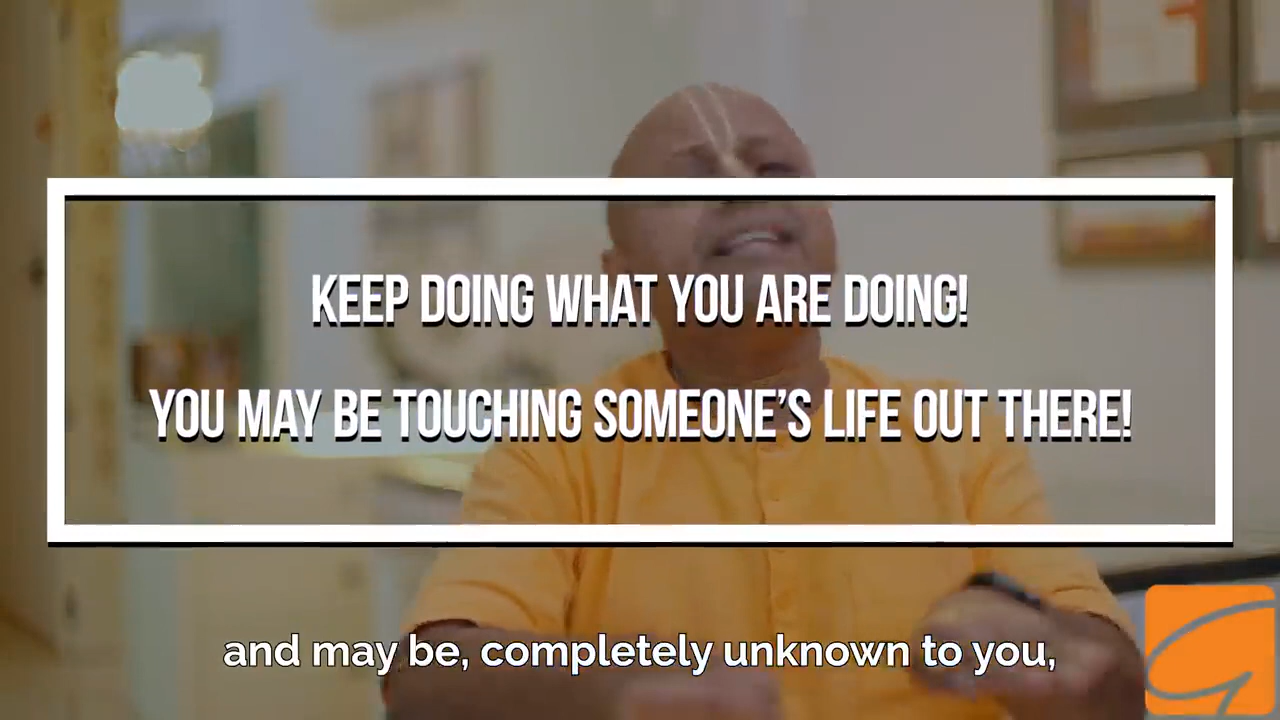 KEEP DOING WHAT YOU ARE DOING!
YOU MAY BE TOUCHING SOMEONE’S LIFE OUT THERE!
and may be, completely unknown to you,